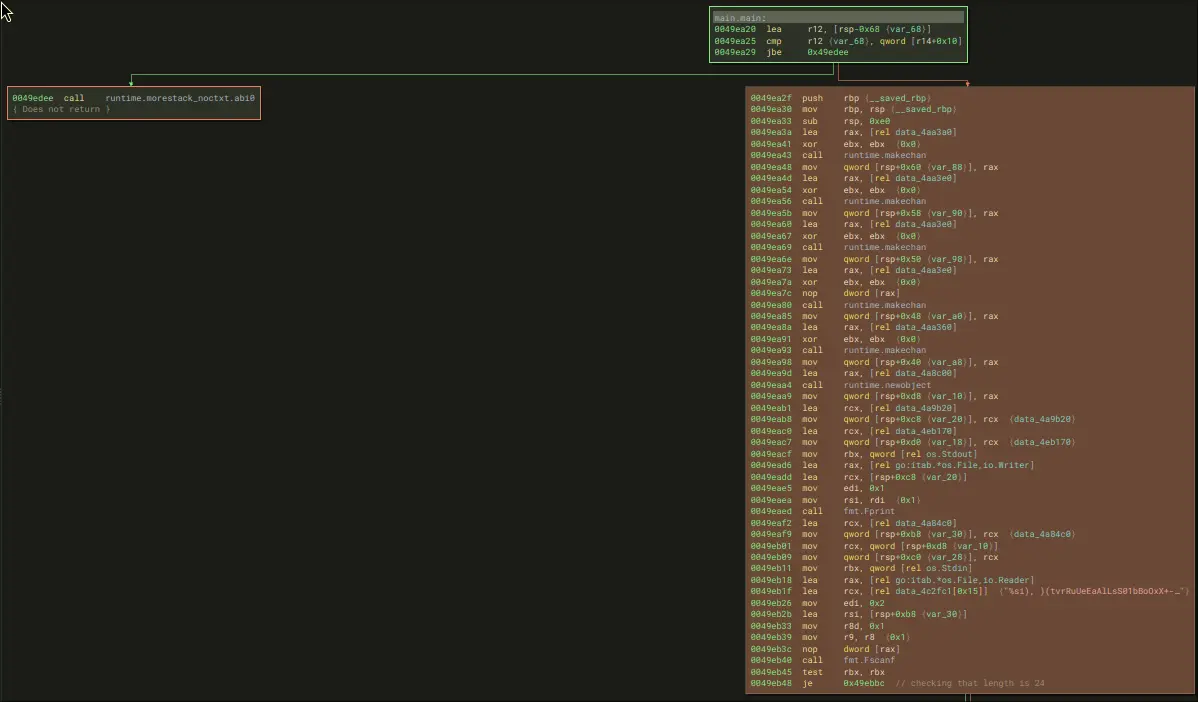 main.main:
0049ea20 lea r12, [rsp-0x68 {var_68}]
0049ea25 cmp r12 {var_68}, qword [r14+0x10]
0049ea29 jbe 0x49edee
0049edee call runtime.morestack_noctxt.abi0
{ Does not return }
0049ea2f push rbp {__saved_rbp}
0049ea30 mov rbp, rsp {__saved_rbp}
0049ea33 sub rsp, 0xe0
0049ea3a lea rax, [rel data_4aa3a0]
0049ea41 xor ebx, ebx {0x0}
0049ea43 call runtime.makechan
0049ea48 mov qword [rsp+0x60 {var_88}], rax
0049ea4d lea rax, [rel data_4aa3e0]
0049ea54 xor ebx, ebx {0x0}
0049ea56 call runtime.makechan
0049ea5b mov qword [rsp+0x58 {var_90}], rax
0049ea60 lea rax, [rel data_4aa3e0]
0049ea67 xor ebx, ebx {0x0}
0049ea69 call runtime.makechan
0049ea6e mov qword [rsp+0x50 {var_98}], rax
0049ea73 lea rax, [rel data_4aa3e0]
0049ea7a xor ebx, ebx {0x0}
0049ea7c nop dword [rax]
0049ea80 call runtime.makechan
0049ea85 mov qword [rsp+0x48 {var_a0}], rax
0049ea8a lea rax, [rel data_4aa360]
0049ea91 xor ebx, ebx {0x0}
0049ea93 call runtime.makechan
0049ea98 mov qword [rsp+0x40 {var_a8}], rax
0049ea9d lea rax, [rel data_4a8c00]
0049eaa4 call runtime.newobject
0049eaa9 mov qword [rsp+0xd8 {var_10}], rax
0049eab1 lea rcx, [rel data_4a9b20]
0049eab8 mov qword [rsp+0xc8 {var_20}], rcx {data_4a9b20}
0049eac0 lea rcx, [rel data_4eb170]
0049eac7 mov qword [rsp+0xd0 {var_18}], rcx {data_4eb170}
0049eacf mov rbx, qword [rel os.Stdout]
0049ead6 lea rax, [rel go:itab.*os.File,io.Writer]
0049eadd lea rcx, [rsp+0xc8 {var_20}]
0049eae5 mov edi, 0x1
0049eaea mov rsi, rdi {0x1}
0049eaed call fmt.Fprint
0049eaf2 lea rcx, [rel data_4a84c0]
0049eaf9 mov qword [rsp+0xb8 {var_30}], rcx {data_4a84c0}
0049eb01 mov rcx, qword [rsp+0xd8 {var_10}]
0049eb09 mov qword [rsp+0xc0 {var_28}], rcx
0049eb11 mov rbx, qword [rel os.Stdin]
0049eb18 lea rax, [rel go:itab.*os.File,io.Reader]
0049eb1f lea rcx, [rel data_4c2fc1[0x15]] {"%si), }{tvrRuUeEaAlLsS01bBoOxX+-…"}
0049eb26 mov edi, 0x2
0049eb2b lea rsi, [rsp+0xb8 {var_30}]
0049eb33 mov r8d, 0x1
0049eb39 mov r9, r8 {0x1}
0049eb3c nop dword [rax]
0049eb40 call fmt.Fscanf
0049eb45 test rbx, rbx
0049eb48 je 0x49ebbc // checking that length is 24